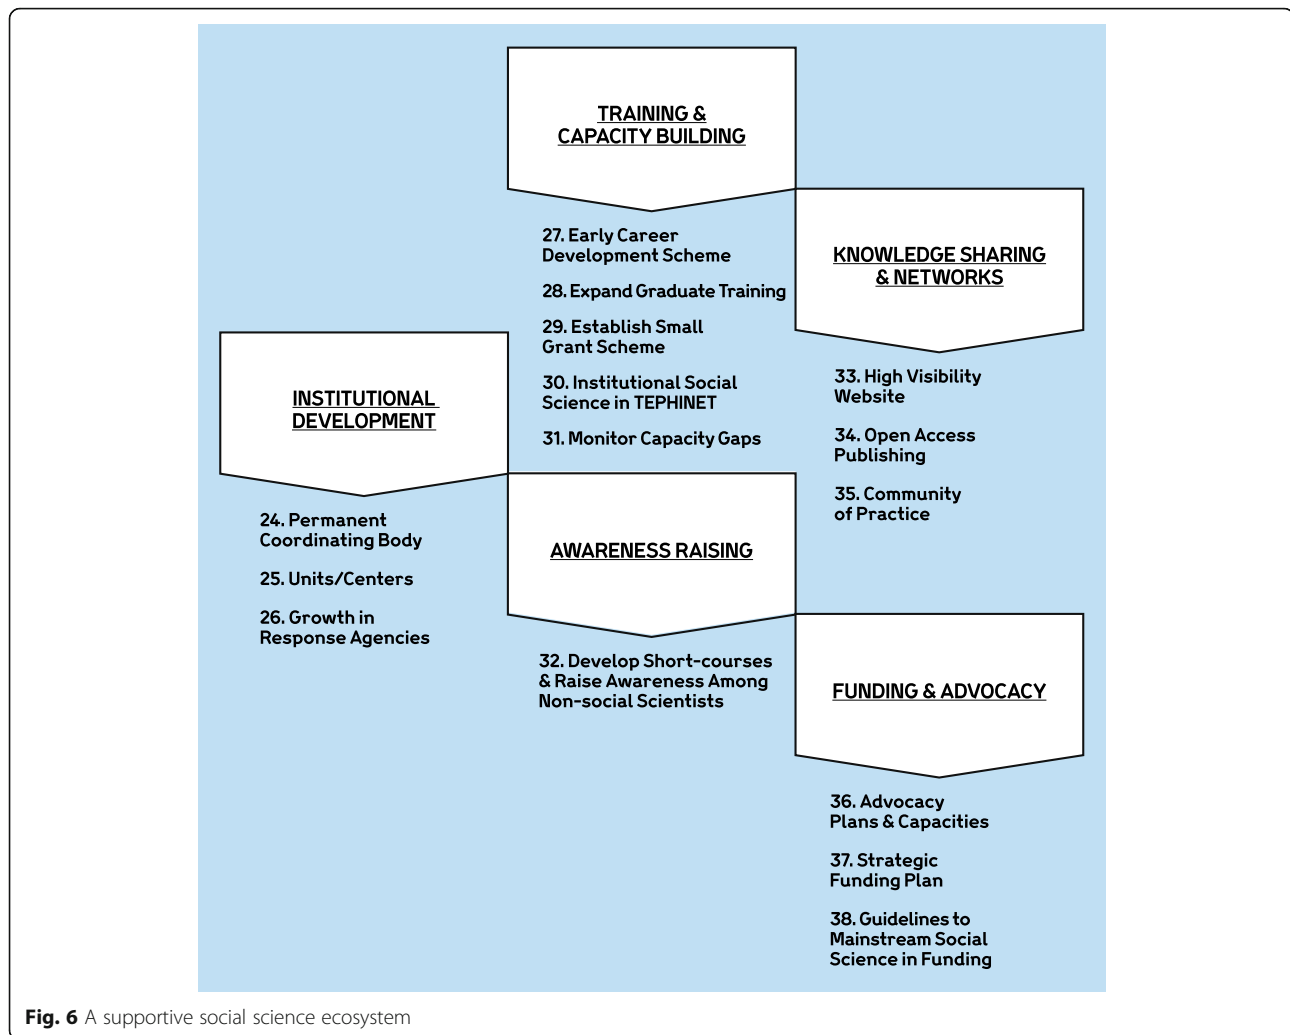 TRAINING &
CAPACITY BUILDING
27. Early Career
Development Scheme
28. Expand Graduate Training
29. Establish Small
Grant Scheme
30. Institutional Social
Science in TEPHINET
31. Monitor Capacity Gaps
KNOWLEDGE SHARING
& NETWORKS
33. High Visibility
Website
34. Open Access
Publishing
35. Community
of Practice
INSTITUTIONAL
DEVELOPMENT
24. Permanent
Coordinating Body
25. Units/Centers
26. Growth in
Response Agencies
AWARENESS RAISING
32. Develop Short-courses
& Raise Awareness Among
Non-social Scientists
FUNDING & ADVOCACY
36. Advocacy
Plans & Capacities
37. Strategic
Funding Plan
38. Guidelines to
Mainstream Social
Science in Funding
Fig. 6 A supportive social science ecosystem